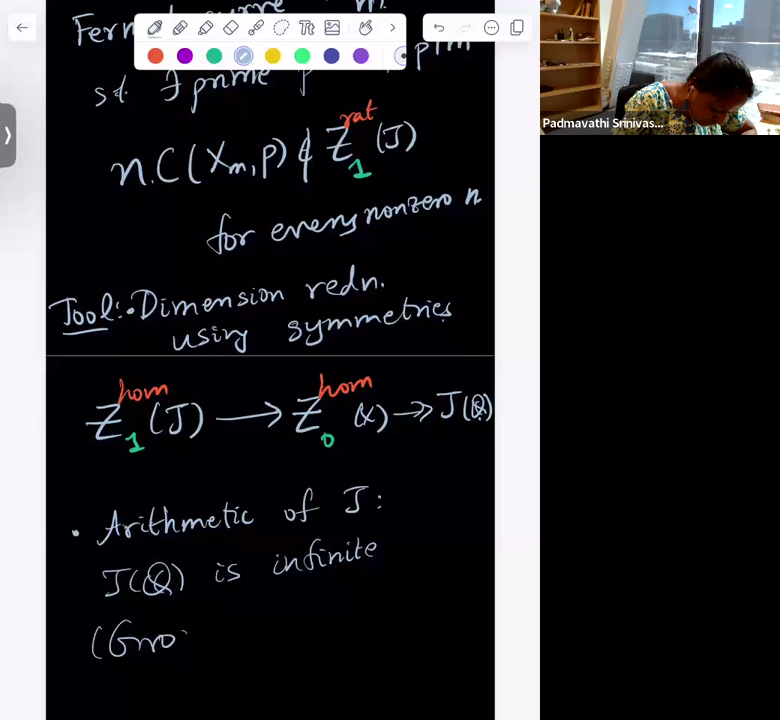 Tt
s.t. ∃ prime p
n.C(X_m, P) ∉ Z_1^rat (J)
for every nonzero n
Tool: • Dimension redn.
using symmetries
Z_1^hom (J) → Z_0^hom (X) ↠ J(ℚ)
• Arithmetic of J:
J(ℚ) is infinite
(Gro
Padmavathi Srinivas...